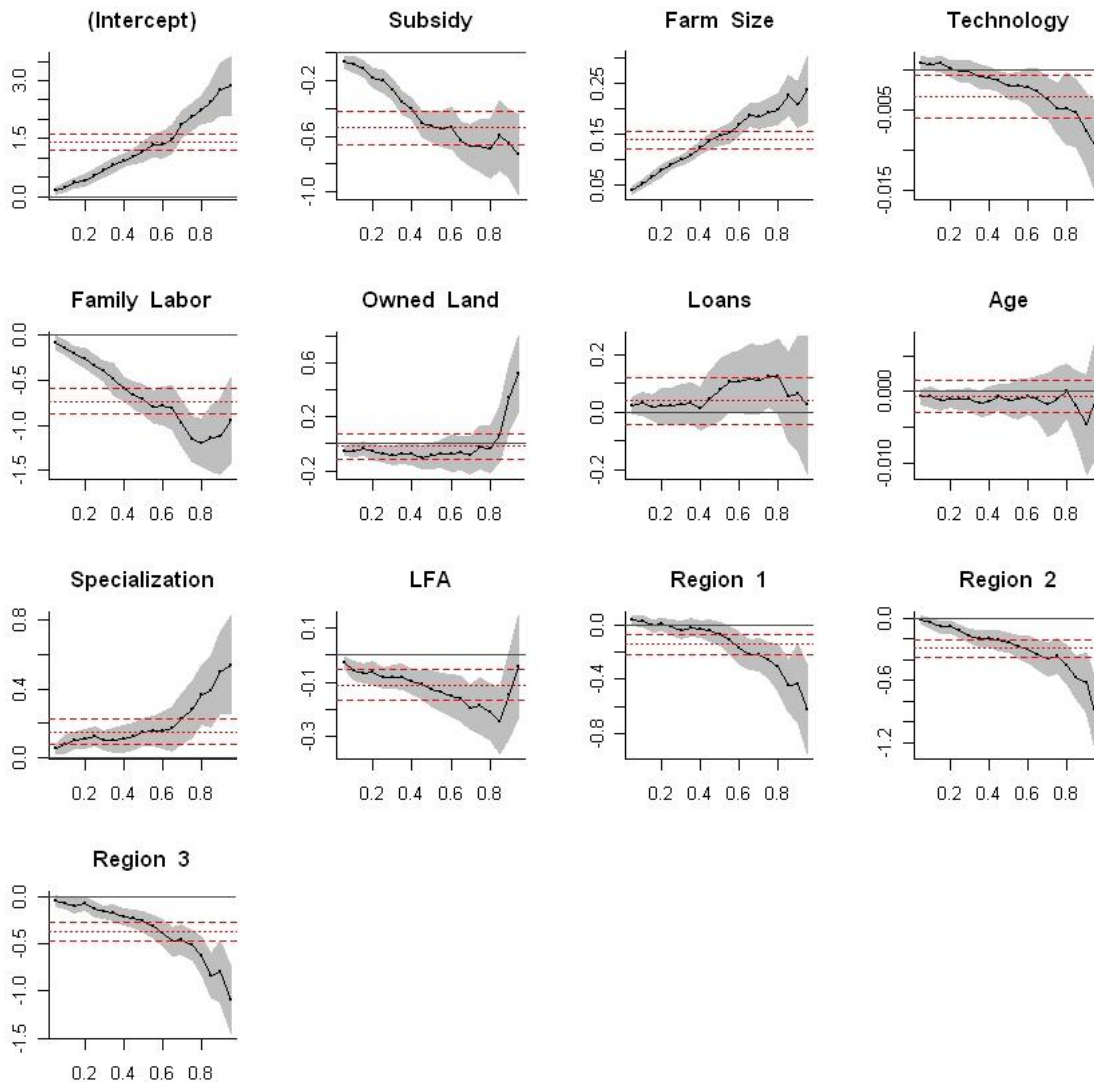 (Intercept)
0.0 1.5 3.0
0.2 0.4 0.6 0.8
Subsidy
-1.0 -0.6 -0.2
0.2 0.4 0.6 0.8
Farm Size
0.05 0.15 0.25
0.2 0.4 0.6 0.8
Technology
-0.015 -0.005
0.2 0.4 0.6 0.8
Family Labor
-1.5 -1.0 -0.5 0.0
0.2 0.4 0.6 0.8
Owned Land
-0.2 0.2 0.6
0.2 0.4 0.6 0.8
Loans
-0.2 0.0 0.2
0.2 0.4 0.6 0.8
Age
-0.010 0.000
0.2 0.4 0.6 0.8
Specialization
0.0 0.4 0.8
0.2 0.4 0.6 0.8
LFA
-0.3 -0.1 0.1
0.2 0.4 0.6 0.8
Region 1
-0.8 -0.4 0.0
0.2 0.4 0.6 0.8
Region 2
-1.2 -0.6 0.0
0.2 0.4 0.6 0.8
Region 3
-1.5 -1.0 -0.5 0.0
0.2 0.4 0.6 0.8